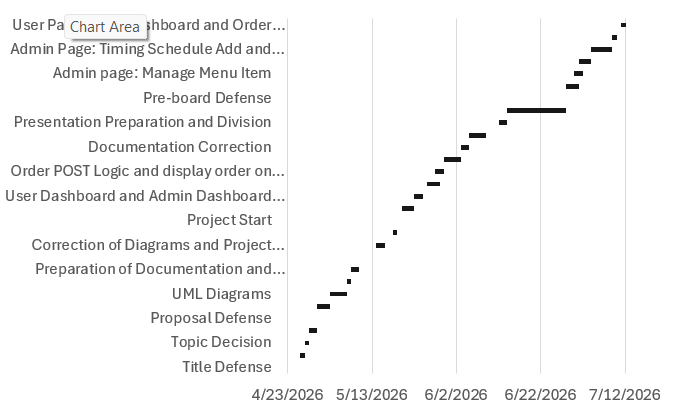 User Pa shboard and Order...
Chart Area
Admin Page: Timing Schedule Add and...
Admin page: Manage Menu Item
Pre-board Defense
Presentation Preparation and Division
Documentation Correction
Order POST Logic and display order on...
User Dashboard and Admin Dashboard...
Project Start
Correction of Diagrams and Project...
Preparation of Documentation and...
UML Diagrams
Proposal Defense
Topic Decision
Title Defense
4/23/2026 5/13/2026 6/2/2026 6/22/2026 7/12/2026